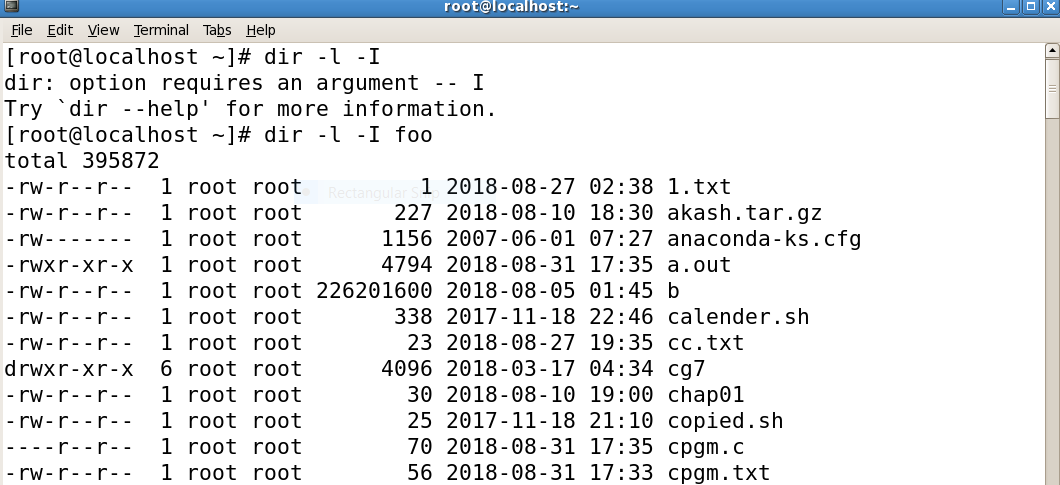 root@localhost:~
File Edit View Terminal Tabs Help
[root@localhost ~]# dir -l -I
dir: option requires an argument -- I
Try `dir --help' for more information.
[root@localhost ~]# dir -l -I foo
total 395872
-rw-r--r--  1 root root         1 2018-08-27 02:38 1.txt
Rectangular Snip
-rw-r--r--  1 root root       227 2018-08-10 18:30 akash.tar.gz
-rw-------  1 root root      1156 2007-06-01 07:27 anaconda-ks.cfg
-rwxr-xr-x  1 root root      4794 2018-08-31 17:35 a.out
-rw-r--r--  1 root root 226201600 2018-08-05 01:45 b
-rw-r--r--  1 root root       338 2017-11-18 22:46 calender.sh
-rw-r--r--  1 root root        23 2018-08-27 19:35 cc.txt
drwxr-xr-x  6 root root      4096 2018-03-17 04:34 cg7
-rw-r--r--  1 root root        30 2018-08-10 19:00 chap01
-rw-r--r--  1 root root        25 2017-11-18 21:10 copied.sh
----r--r--  1 root root        70 2018-08-31 17:35 cpgm.c
-rw-r--r--  1 root root        56 2018-08-31 17:33 cpgm.txt